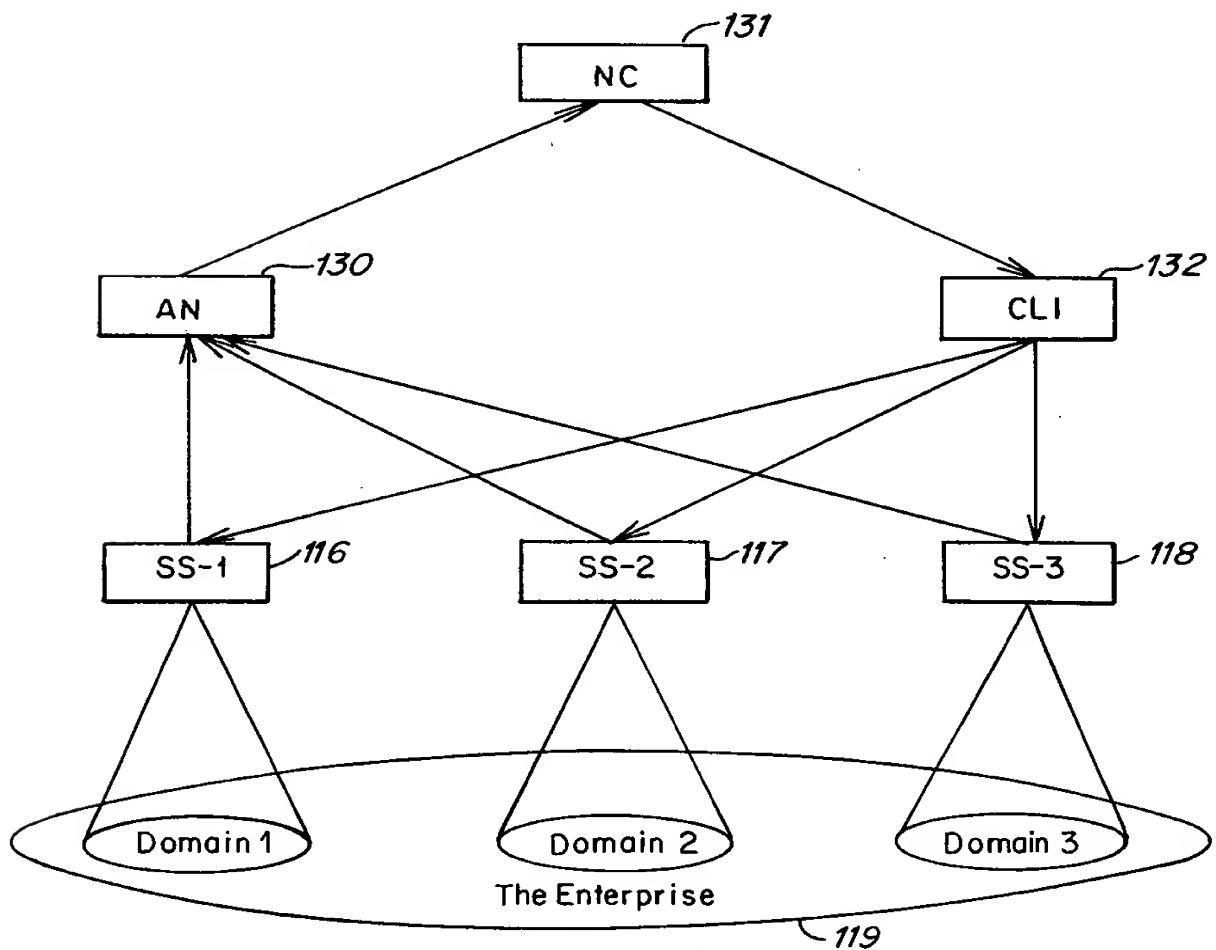 131
NC
130
AN
132
CLI
SS-1
116
SS-2
117
SS-3
118
Domain 1
Domain 2
Domain 3
The Enterprise
119